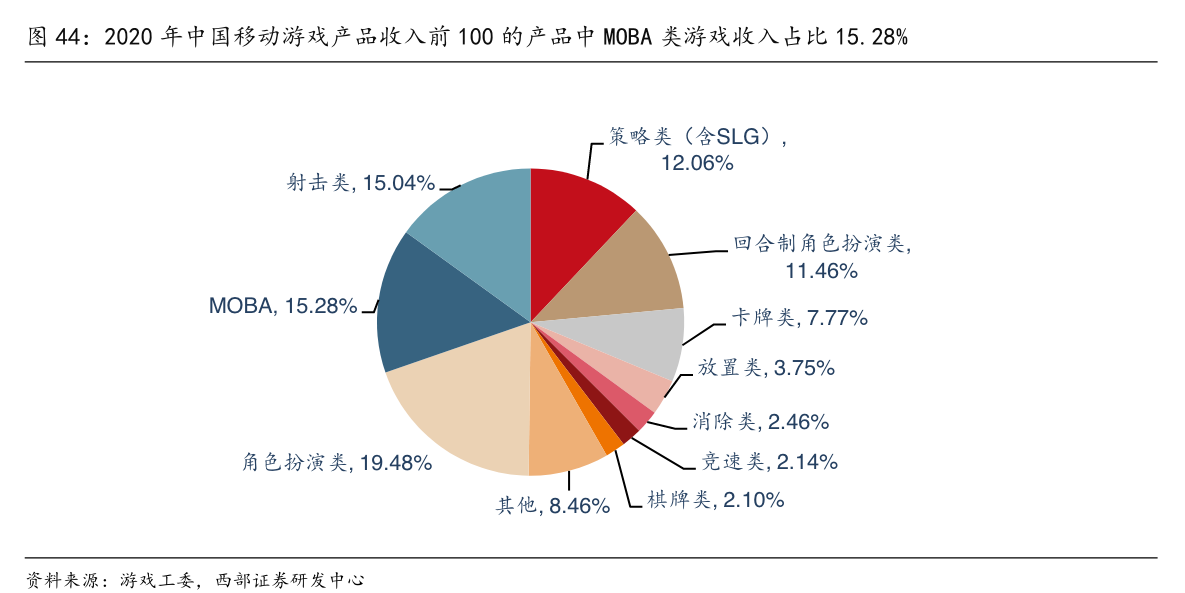 图 44：2020 年中国移动游戏产品收入前 100 的产品中 MOBA 类游戏收入占比 15.28%
策略类（含SLG）,
12.06%
射击类, 15.04%
回合制角色扮演类,
11.46%
MOBA, 15.28%
卡牌类, 7.77%
放置类, 3.75%
消除类, 2.46%
角色扮演类, 19.48%
竞速类, 2.14%
其他, 8.46%
棋牌类, 2.10%
资料来源：游戏工委，西部证券研发中心